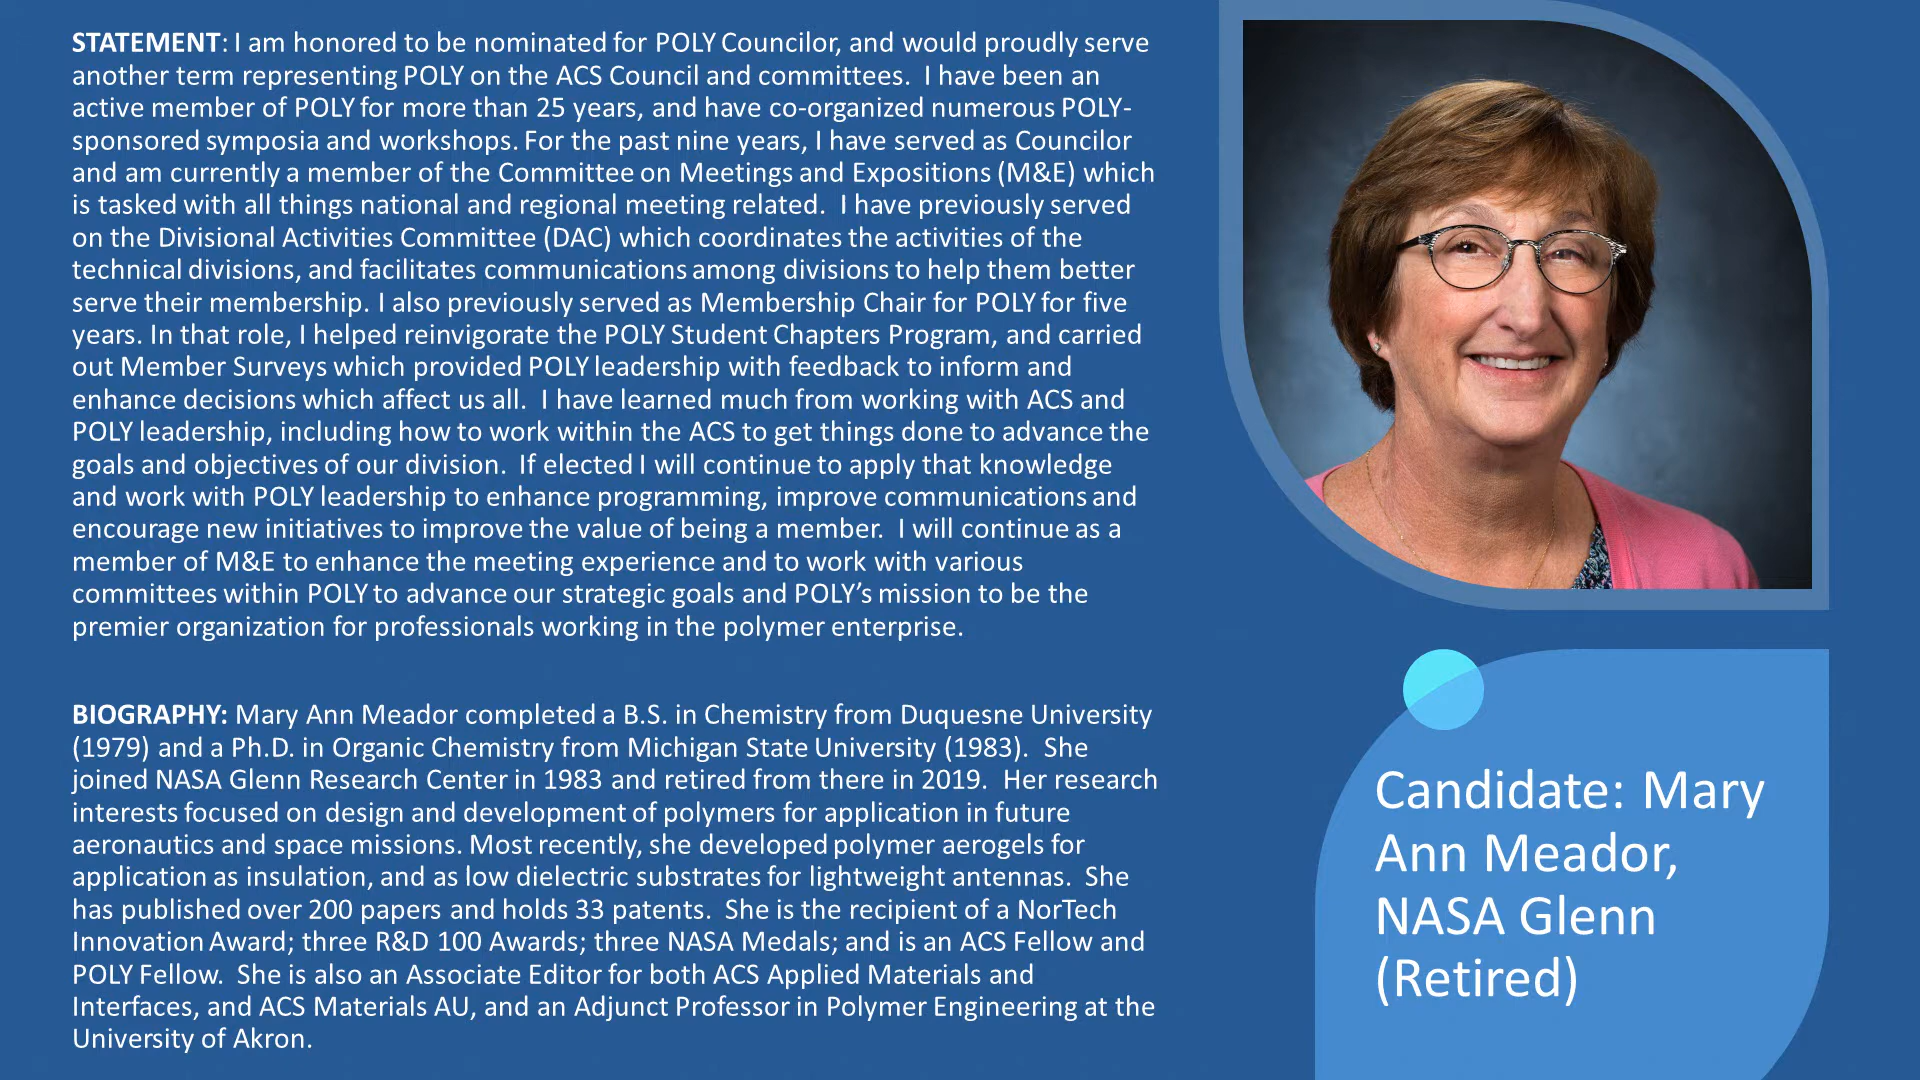 STATEMENT: I am honored to be nominated for POLY Councilor, and would proudly serve
another term representing POLY on the ACS Council and committees.  I have been an
active member of POLY for more than 25 years, and have co-organized numerous POLY-
sponsored symposia and workshops. For the past nine years, I have served as Councilor
and am currently a member of the Committee on Meetings and Expositions (M&E) which
is tasked with all things national and regional meeting related.  I have previously served
on the Divisional Activities Committee (DAC) which coordinates the activities of the
technical divisions, and facilitates communications among divisions to help them better
serve their membership. I also previously served as Membership Chair for POLY for five
years. In that role, I helped reinvigorate the POLY Student Chapters Program, and carried
out Member Surveys which provided POLY leadership with feedback to inform and
enhance decisions which affect us all.  I have learned much from working with ACS and
POLY leadership, including how to work within the ACS to get things done to advance the
goals and objectives of our division.  If elected I will continue to apply that knowledge
and work with POLY leadership to enhance programming, improve communications and
encourage new initiatives to improve the value of being a member.  I will continue as a
member of M&E to enhance the meeting experience and to work with various
committees within POLY to advance our strategic goals and POLY’s mission to be the
premier organization for professionals working in the polymer enterprise.
BIOGRAPHY: Mary Ann Meador completed a B.S. in Chemistry from Duquesne University
(1979) and a Ph.D. in Organic Chemistry from Michigan State University (1983).  She
joined NASA Glenn Research Center in 1983 and retired from there in 2019.  Her research
interests focused on design and development of polymers for application in future
aeronautics and space missions. Most recently, she developed polymer aerogels for
application as insulation, and as low dielectric substrates for lightweight antennas.  She
has published over 200 papers and holds 33 patents.  She is the recipient of a NorTech
Innovation Award; three R&D 100 Awards; three NASA Medals; and is an ACS Fellow and
POLY Fellow.  She is also an Associate Editor for both ACS Applied Materials and
Interfaces, and ACS Materials AU, and an Adjunct Professor in Polymer Engineering at the
University of Akron.
Candidate: Mary
Ann Meador,
NASA Glenn
(Retired)